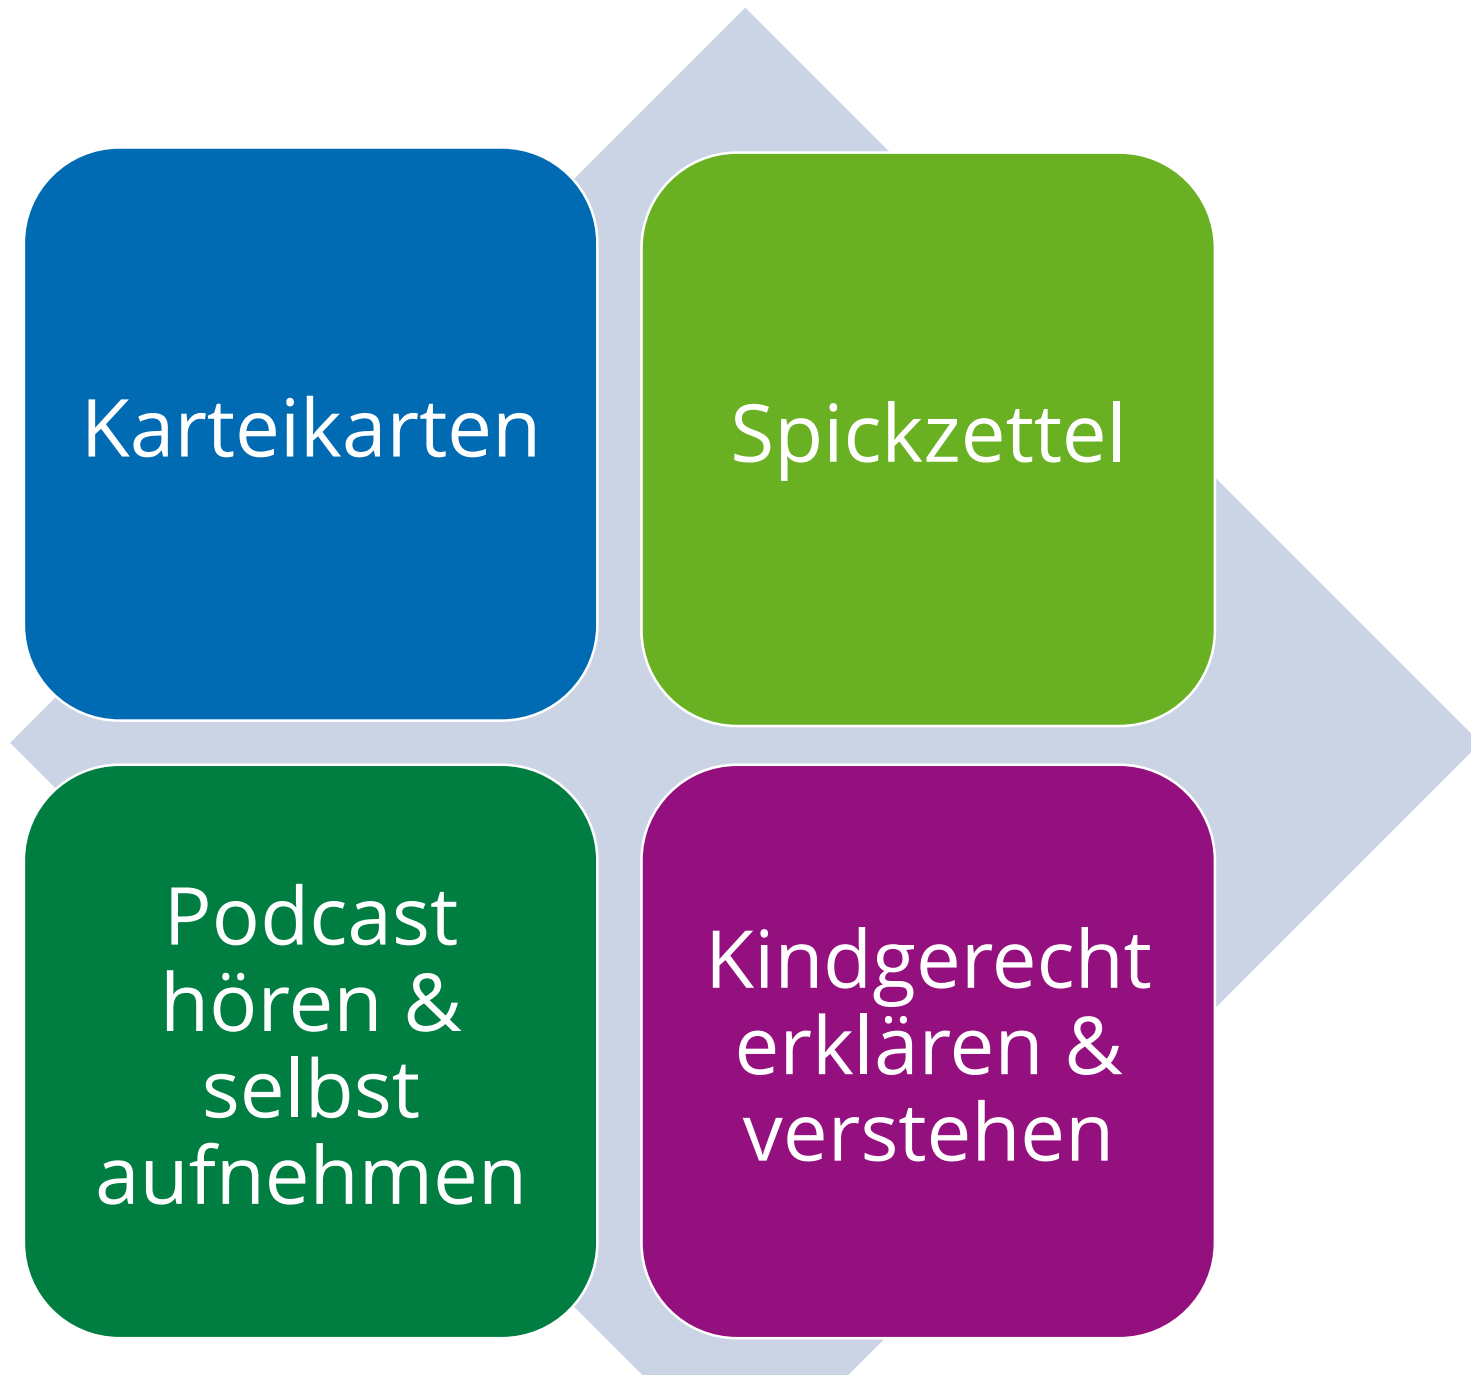 Karteikarten
Spickzettel
Podcast
hören &
selbst
aufnehmen
Kindgerecht
erklären &
verstehen